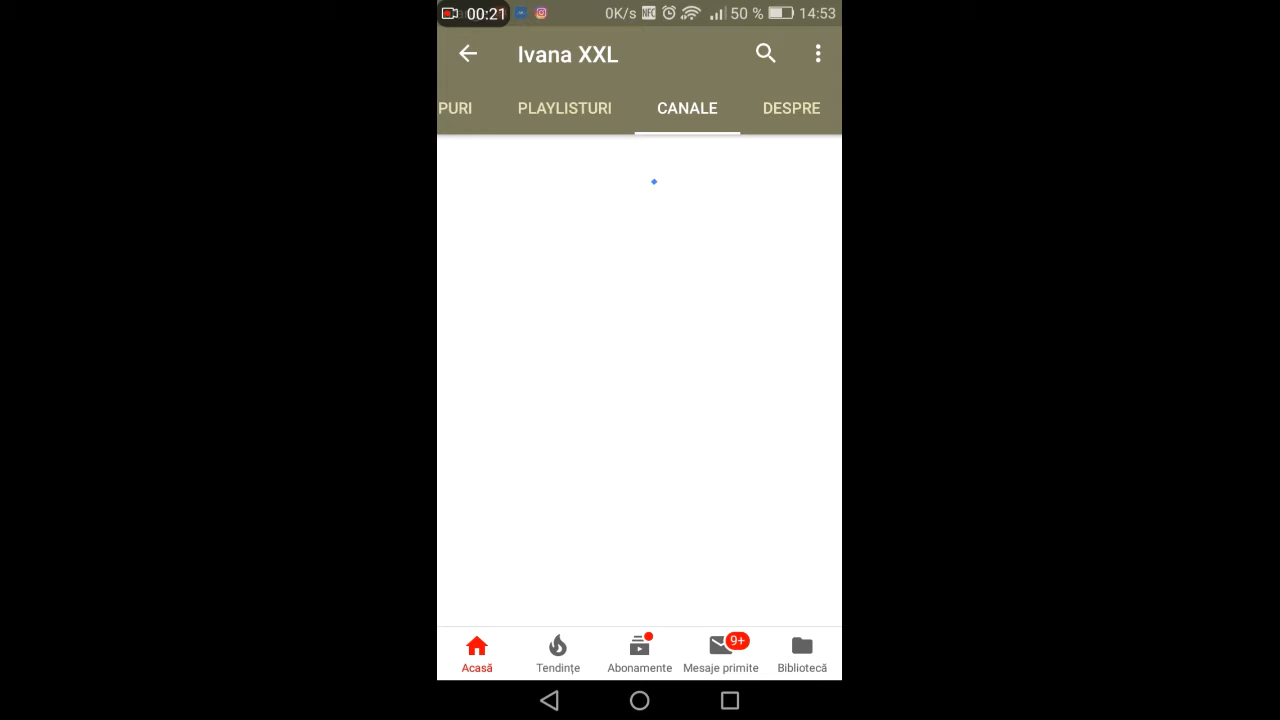 00:21 0K/s NFC 50 % 14:53
Ivana XXL
PURI PLAYLISTURI CANALE DESPRE
9+
Acasă Tendințe Abonamente Mesaje primite Bibliotecă